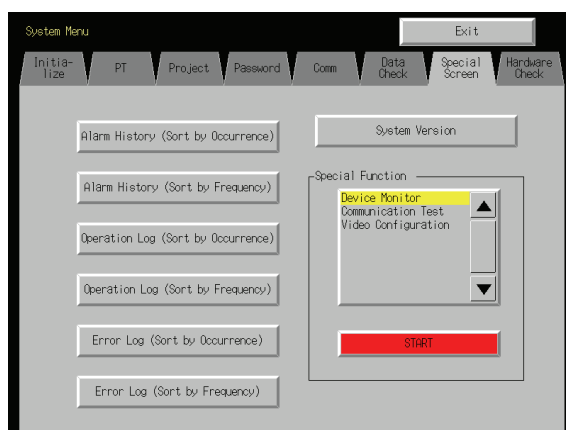 System Menu
Exit
Initia-
lize
PT
Project
Password
Comm
Data
Check
Special
Screen
Hardware
Check
Alarm History (Sort by Occurrence)
System Version
Alarm History (Sort by Frequency)
Special Function
Device Monitor
Communication Test
Video Configuration
Operation Log (Sort by Occurrence)
Operation Log (Sort by Frequency)
Error Log (Sort by Occurrence)
START
Error Log (Sort by Frequency)